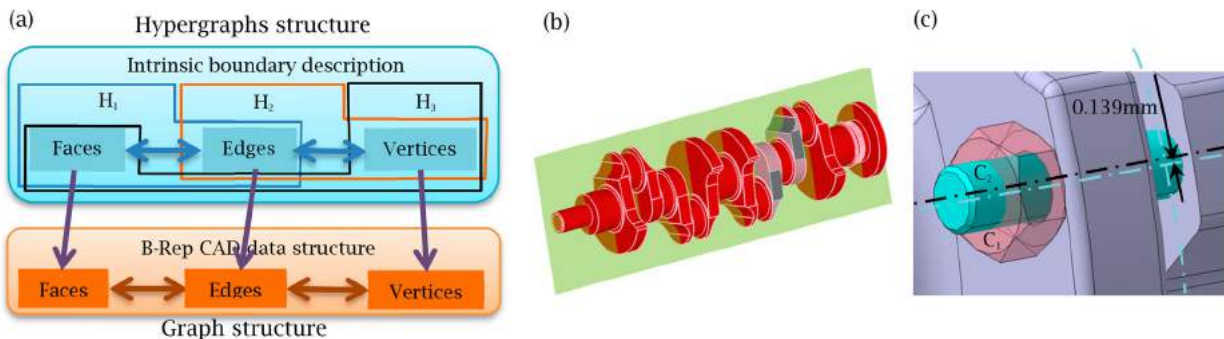 (a)
Hypergraphs structure
Intrinsic boundary description
H₁ H₂ H₃
Faces Edges Vertices
B-Rep CAD data structure
Faces Edges Vertices
Graph structure
(b)
(c)
0.139mm
C₂
C₁